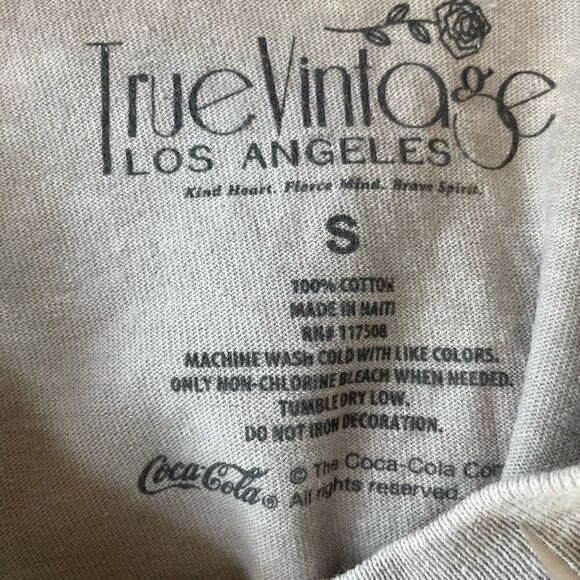 True Vintage
LOS ANGELES
Kind Heart. Fierce Mind. Brave Spirit.
S
100% COTTON
MADE IN HAITI
RN# 117508
MACHINE WASH COLD WITH LIKE COLORS.
ONLY NON-CHLORINE BLEACH WHEN NEEDED.
TUMBLE DRY LOW.
DO NOT IRON DECORATION.
Coca-Cola ® © The Coca-Cola
All rights reserved